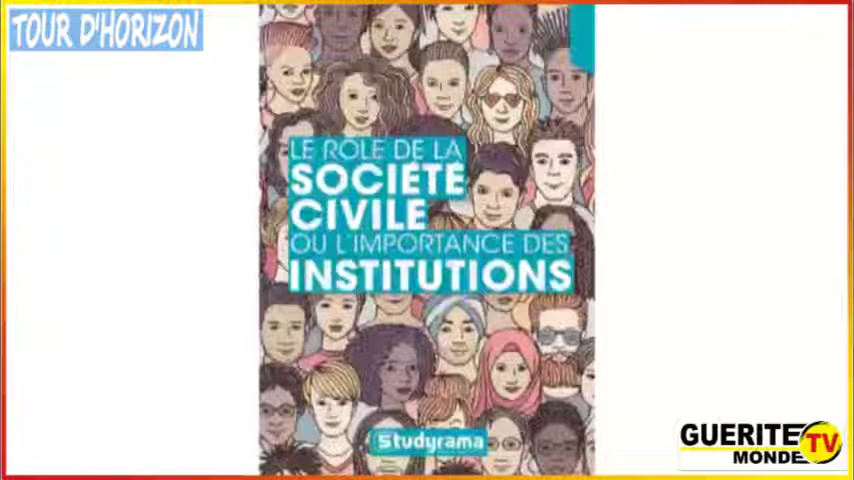 TOUR D'HORIZON
LE ROLE DE LA
SOCIÉTÉ
CIVILE
OU L'IMPORTANCE DES
INSTITUTIONS
Studyrama
GUERITE TV
MONDE